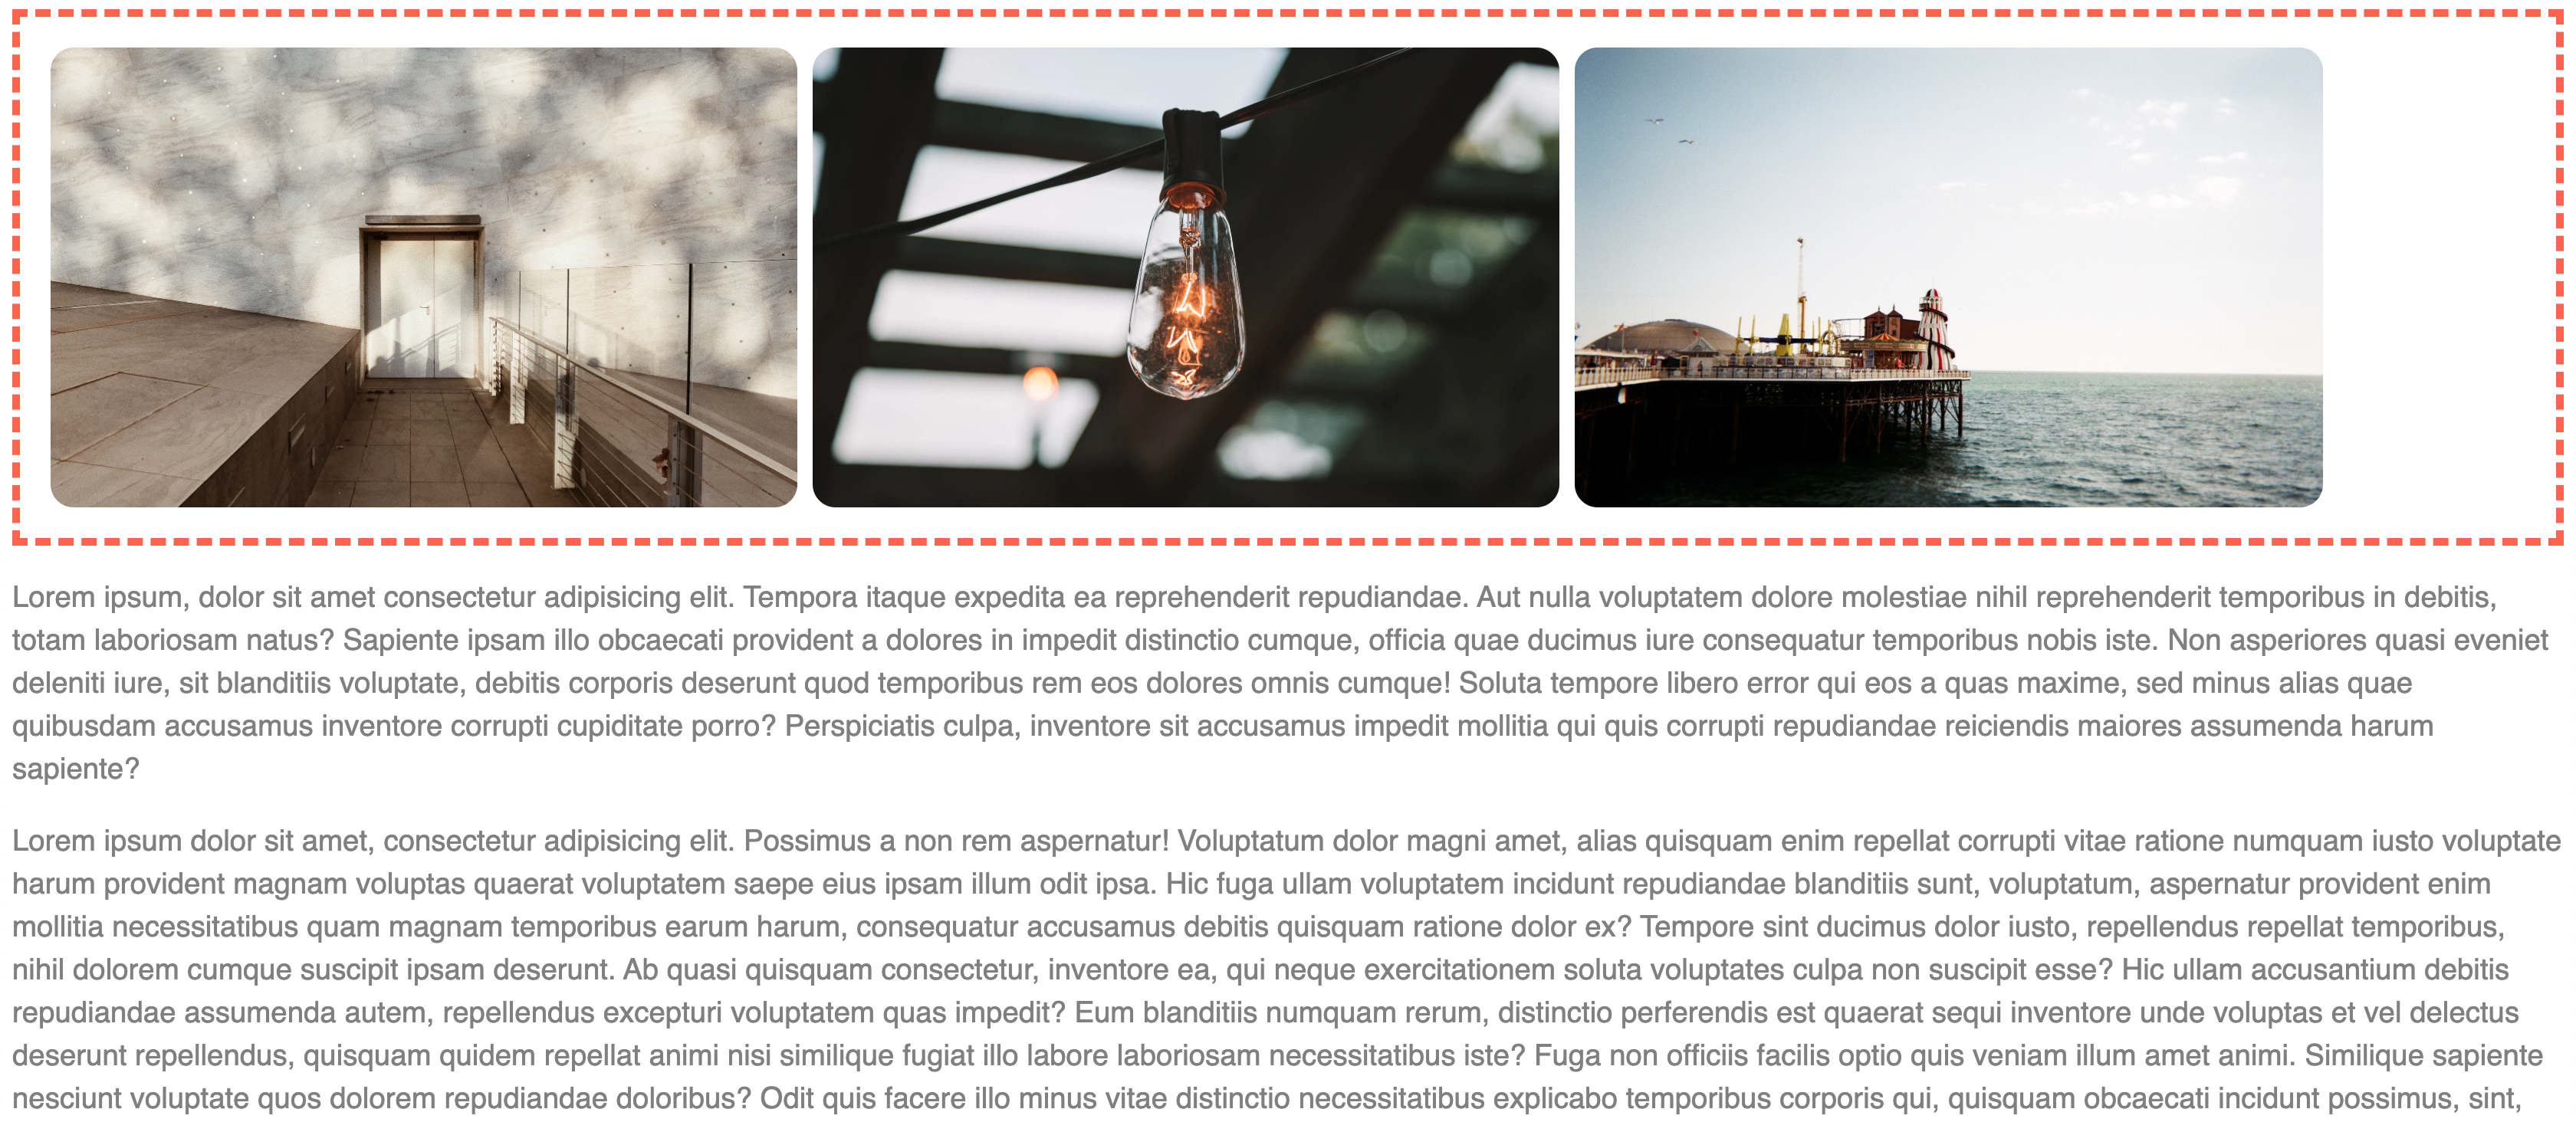 Lorem ipsum, dolor sit amet consectetur adipisicing elit. Tempora itaque expedita ea reprehenderit repudiandae. Aut nulla voluptatem dolore molestiae nihil reprehenderit temporibus in debitis,
totam laboriosam natus? Sapiente ipsam illo obcaecati provident a dolores in impedit distinctio cumque, officia quae ducimus iure consequatur temporibus nobis iste. Non asperiores quasi eveniet
deleniti iure, sit blanditiis voluptate, debitis corporis deserunt quod temporibus rem eos dolores omnis cumque! Soluta tempore libero error qui eos a quas maxime, sed minus alias quae
quibusdam accusamus inventore corrupti cupiditate porro? Perspiciatis culpa, inventore sit accusamus impedit mollitia qui quis corrupti repudiandae reiciendis maiores assumenda harum
sapiente?
Lorem ipsum dolor sit amet, consectetur adipisicing elit. Possimus a non rem aspernatur! Voluptatum dolor magni amet, alias quisquam enim repellat corrupti vitae ratione numquam iusto voluptate
harum provident magnam voluptas quaerat voluptatem saepe eius ipsam illum odit ipsa. Hic fuga ullam voluptatem incidunt repudiandae blanditiis sunt, voluptatum, aspernatur provident enim
mollitia necessitatibus quam magnam temporibus earum harum, consequatur accusamus debitis quisquam ratione dolor ex? Tempore sint ducimus dolor iusto, repellendus repellat temporibus,
nihil dolorem cumque suscipit ipsam deserunt. Ab quasi quisquam consectetur, inventore ea, qui neque exercitationem soluta voluptates culpa non suscipit esse? Hic ullam accusantium debitis
repudiandae assumenda autem, repellendus excepturi voluptatem quas impedit? Eum blanditiis numquam rerum, distinctio perferendis est quaerat sequi inventore unde voluptas et vel delectus
deserunt repellendus, quisquam quidem repellat animi nisi similique fugiat illo labore laboriosam necessitatibus iste? Fuga non officiis facilis optio quis veniam illum amet animi. Similique sapiente
nesciunt voluptate quos dolorem repudiandae doloribus? Odit quis facere illo minus vitae distinctio necessitatibus explicabo temporibus corporis qui, quisquam obcaecati incidunt possimus, sint,